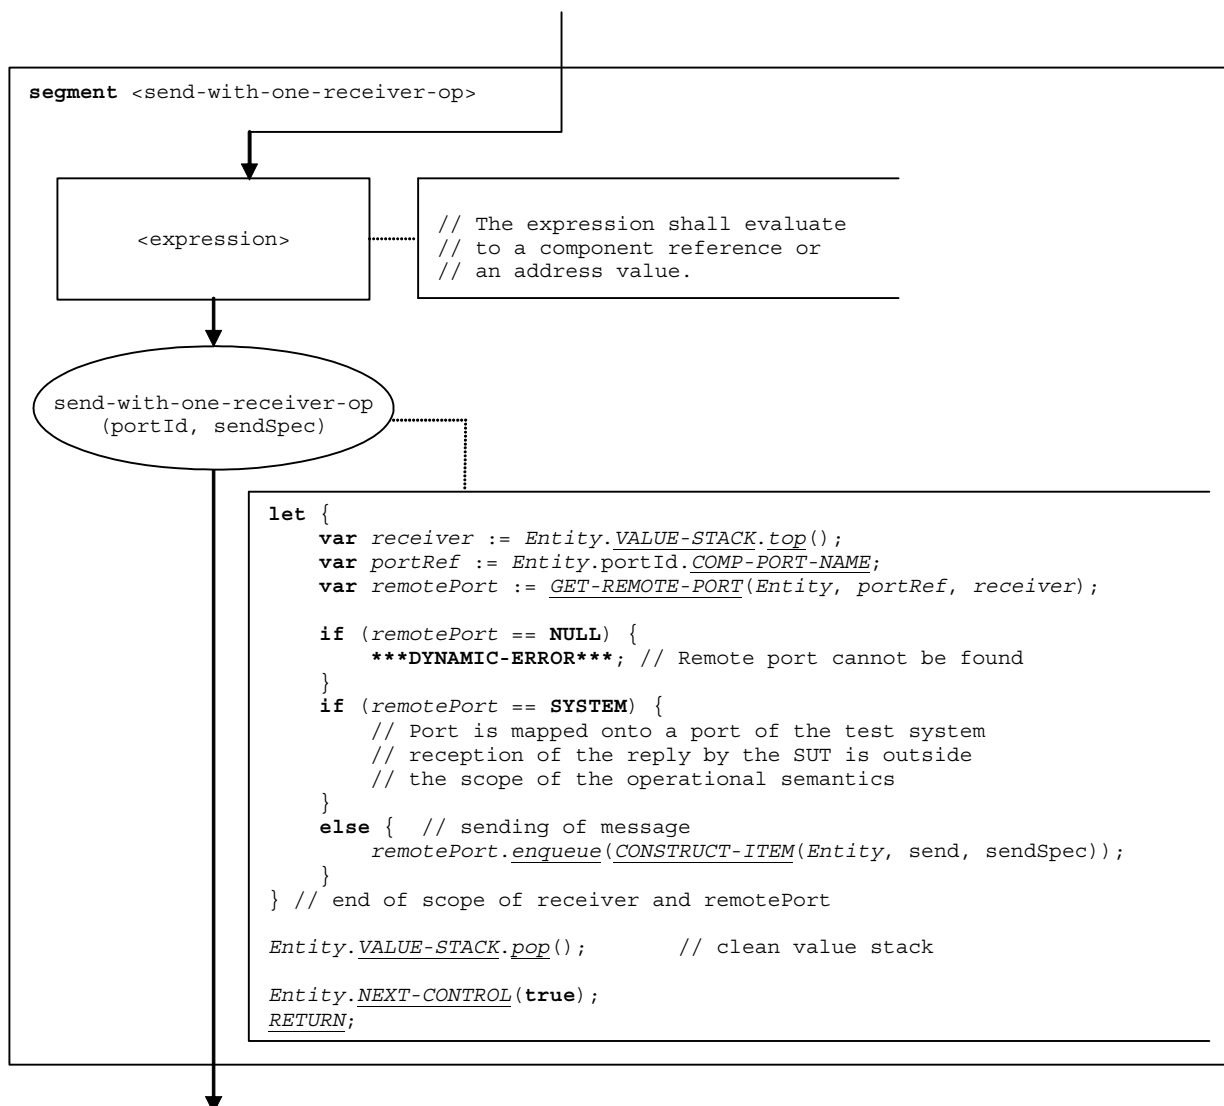 segment <send-with-one-receiver-op>
<expression>
// The expression shall evaluate
// to a component reference or
// an address value.
send-with-one-receiver-op
(portId, sendSpec)
let {
var receiver := Entity.VALUE-STACK.top();
var portRef := Entity.portId.COMP-PORT-NAME;
var remotePort := GET-REMOTE-PORT(Entity, portRef, receiver);
if (remotePort == NULL) {
***DYNAMIC-ERROR***; // Remote port cannot be found
}
if (remotePort == SYSTEM) {
// Port is mapped onto a port of the test system
// reception of the reply by the SUT is outside
// the scope of the operational semantics
}
else {  // sending of message
remotePort.enqueue(CONSTRUCT-ITEM(Entity, send, sendSpec));
}
} // end of scope of receiver and remotePort
Entity.VALUE-STACK.pop();       // clean value stack
Entity.NEXT-CONTROL(true);
RETURN;